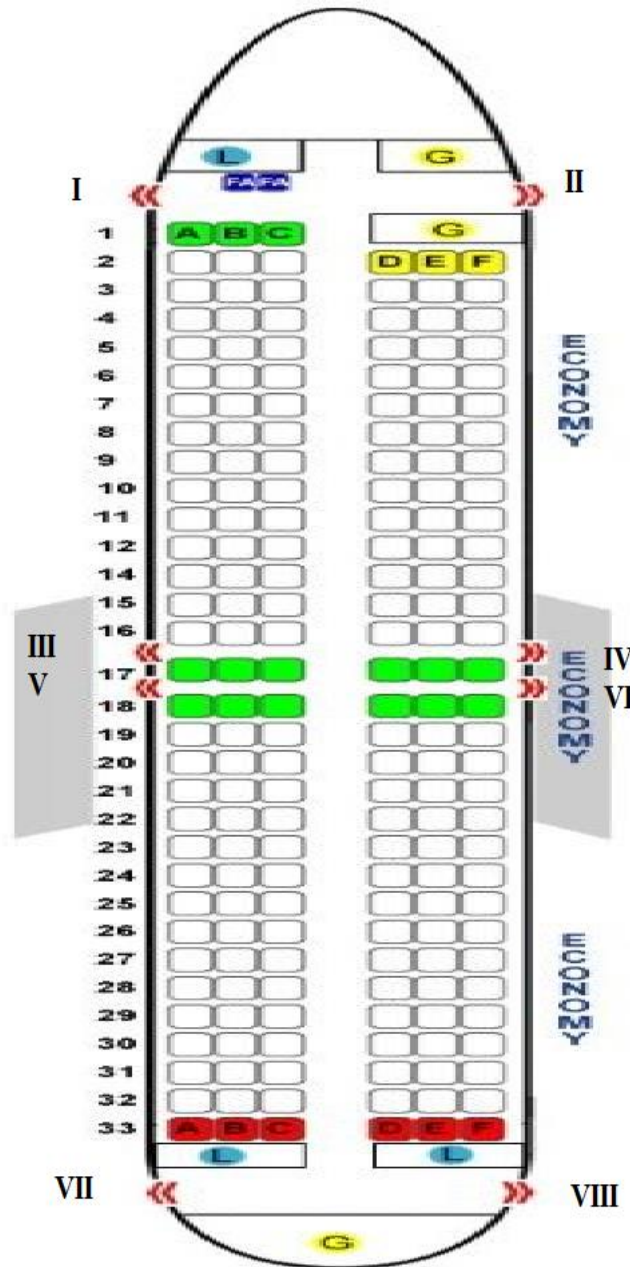 L G
FA FA
I II
1 A B C G
2 D E F
3
4
5
6
7
8
9
10
11
12
14
15
16
III IV
17
V VI
18
19
20
21
22
23
24
25
26
27
28
29
30
31
32
33 A B C D E F
L L
VII VIII
G
ECONOMY
ECONOMY
ECONOMY